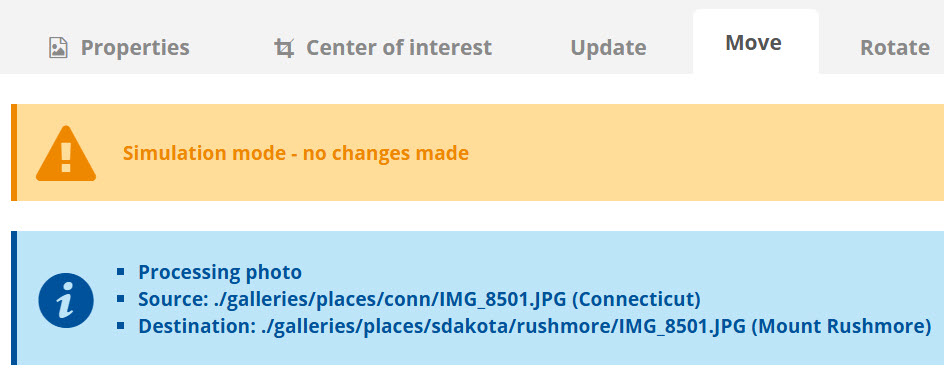 Properties Center of interest Update Move Rotate
Simulation mode - no changes made
Processing photo
Source: ./galleries/places/conn/IMG_8501.JPG (Connecticut)
Destination: ./galleries/places/sdakota/rushmore/IMG_8501.JPG (Mount Rushmore)